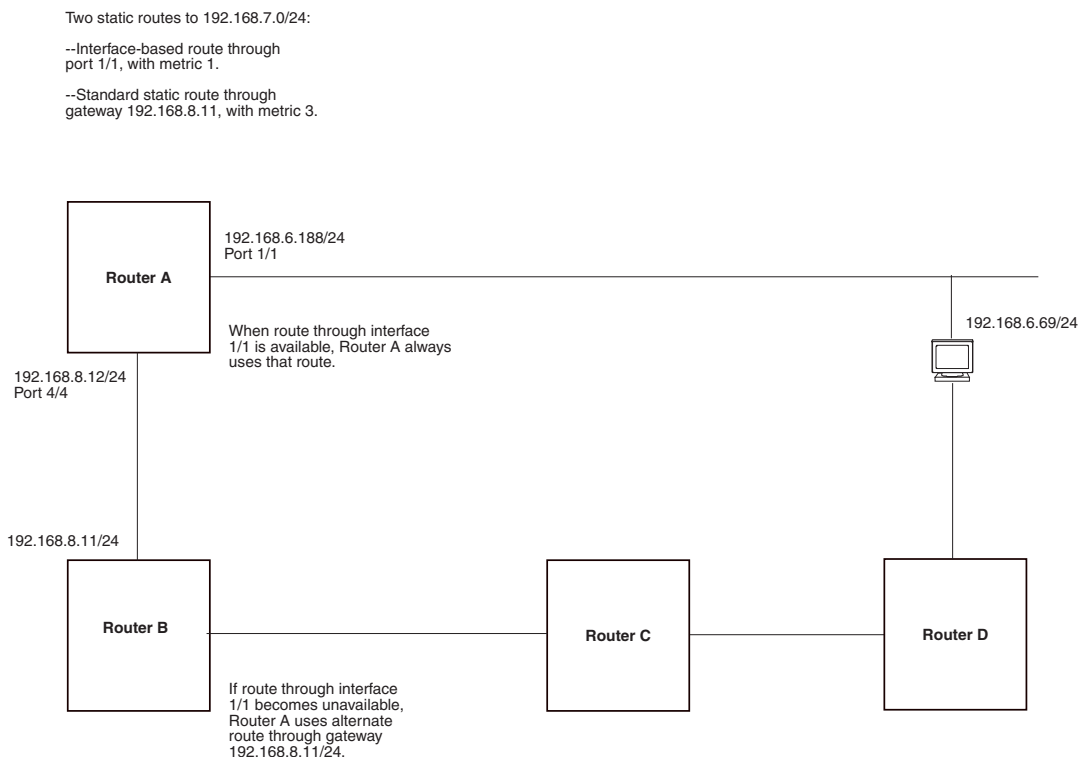 Two static routes to 192.168.7.0/24:
--Interface-based route through
port 1/1, with metric 1.
--Standard static route through
gateway 192.168.8.11, with metric 3.
192.168.6.188/24
Port 1/1
Router A
192.168.6.69/24
When route through interface
1/1 is available, Router A always
uses that route.
192.168.8.12/24
Port 4/4
192.168.8.11/24
Router B
Router C
Router D
If route through interface
1/1 becomes unavailable,
Router A uses alternate
route through gateway
192.168.8.11/24.